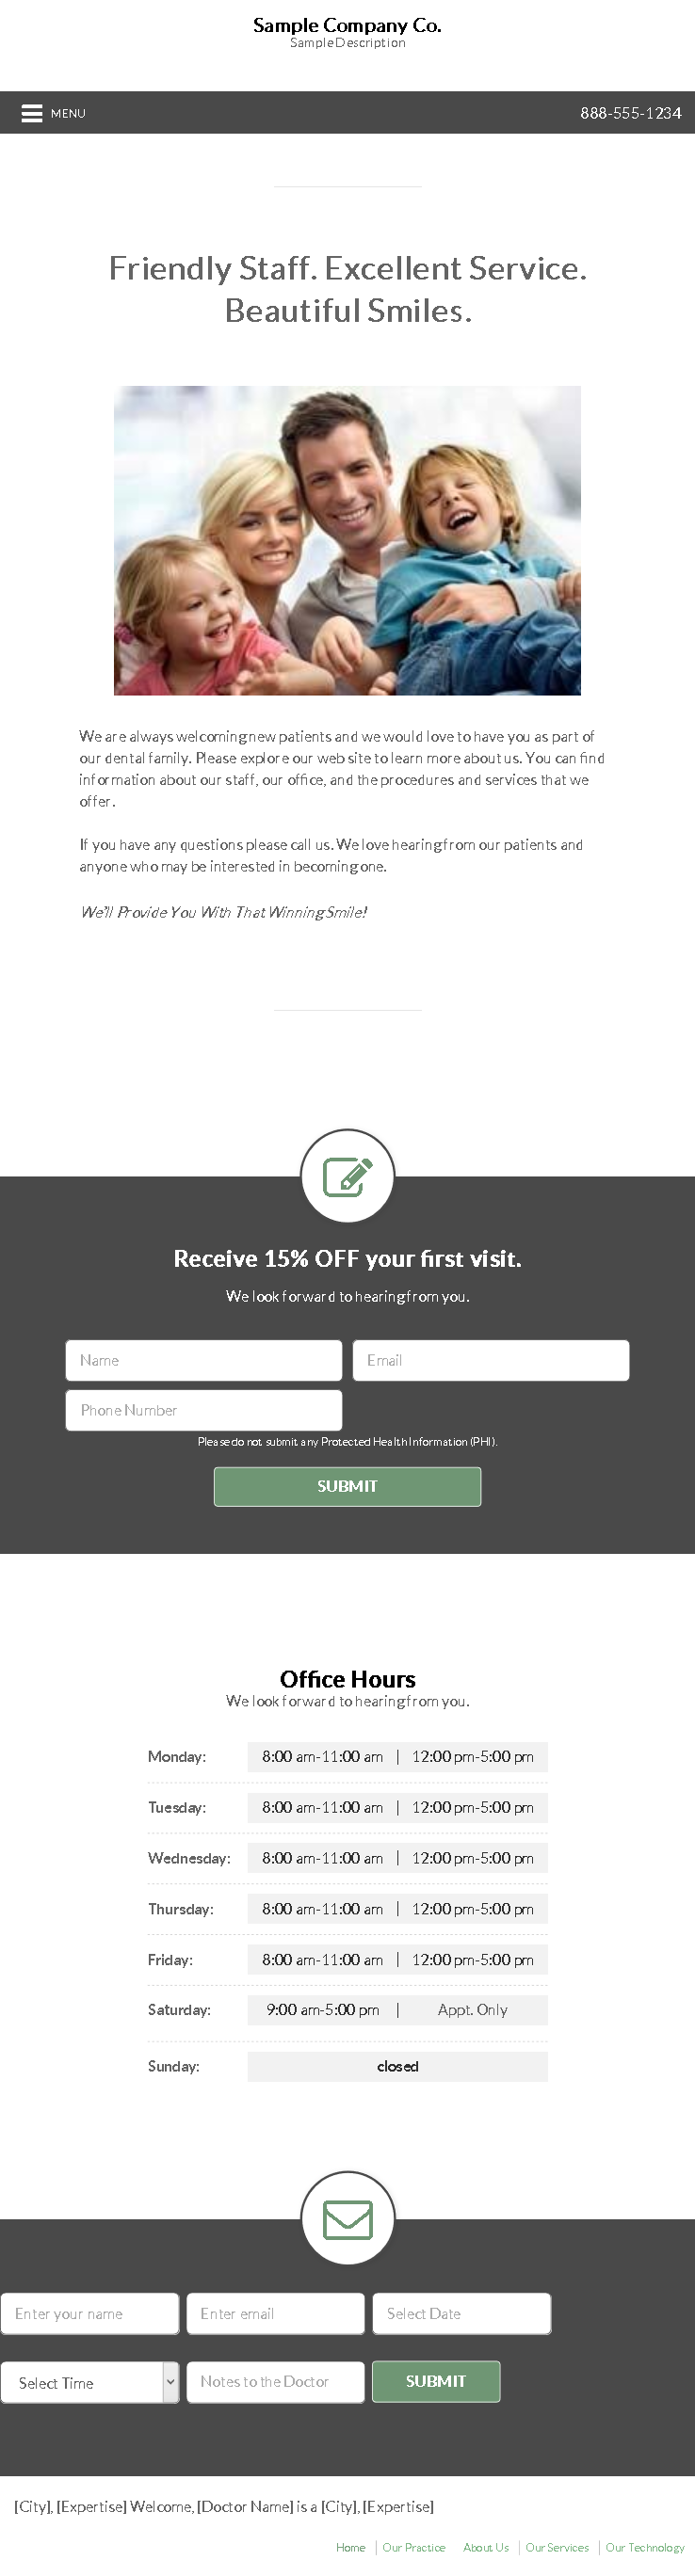 Sample Company Co.
Sample Description
MENU
888-555-1234
Friendly Staff. Excellent Service.
Beautiful Smiles.
We are always welcoming new patients and we would love to have you as part of
our dental family. Please explore our web site to learn more about us. You can find
information about our staff, our office, and the procedures and services that we
offer.
If you have any questions please call us. We love hearing from our patients and
anyone who may be interested in becoming one.
We'll Provide You With That Winning Smile!
Receive 15% OFF your first visit.
We look forward to hearing from you.
Name
Email
Phone Number
Please do not submit any Protected Health Information (PHI).
SUBMIT
Office Hours
We look forward to hearing from you.
Monday: 8:00 am-11:00 am | 12:00 pm-5:00 pm
Tuesday: 8:00 am-11:00 am | 12:00 pm-5:00 pm
Wednesday: 8:00 am-11:00 am | 12:00 pm-5:00 pm
Thursday: 8:00 am-11:00 am | 12:00 pm-5:00 pm
Friday: 8:00 am-11:00 am | 12:00 pm-5:00 pm
Saturday: 9:00 am-5:00 pm | Appt. Only
Sunday: closed
Enter your name
Enter email
Select Date
Select Time
Notes to the Doctor
SUBMIT
[City], [Expertise] Welcome, [Doctor Name] is a [City], [Expertise]
Home | Our Practice About Us | Our Services | Our Technology